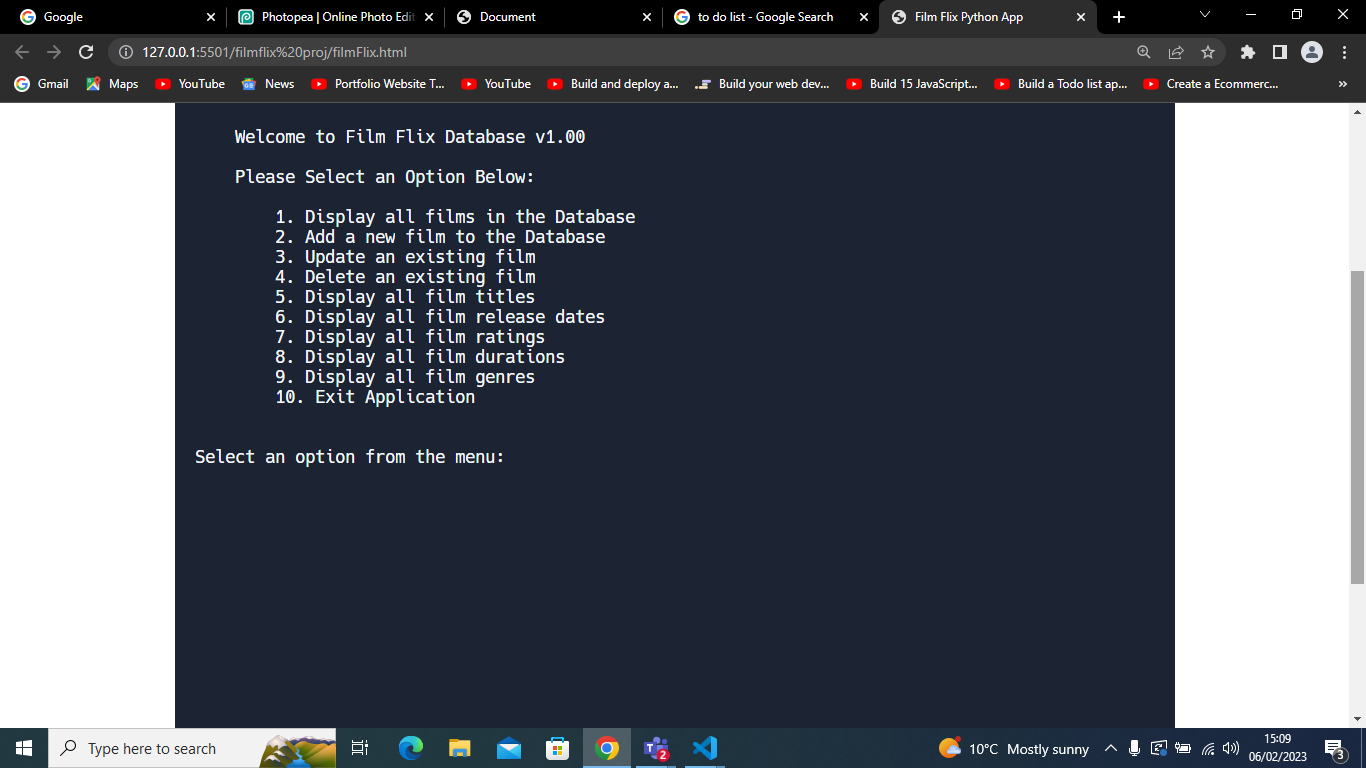 Google
Photopea | Online Photo Edit
Document
to do list - Google Search
Film Flix Python App
127.0.0.1:5501/filmflix%20proj/filmFlix.html
Gmail
Maps
YouTube
News
Portfolio Website T...
YouTube
Build and deploy a...
Build your web dev...
Build 15 JavaScript...
Build a Todo list ap...
Create a Ecommerc...
»
Welcome to Film Flix Database v1.00
Please Select an Option Below:
1. Display all films in the Database
2. Add a new film to the Database
3. Update an existing film
4. Delete an existing film
5. Display all film titles
6. Display all film release dates
7. Display all film ratings
8. Display all film durations
9. Display all film genres
10. Exit Application
Select an option from the menu:
Type here to search
2
10°C Mostly sunny
15:09
06/02/2023
3